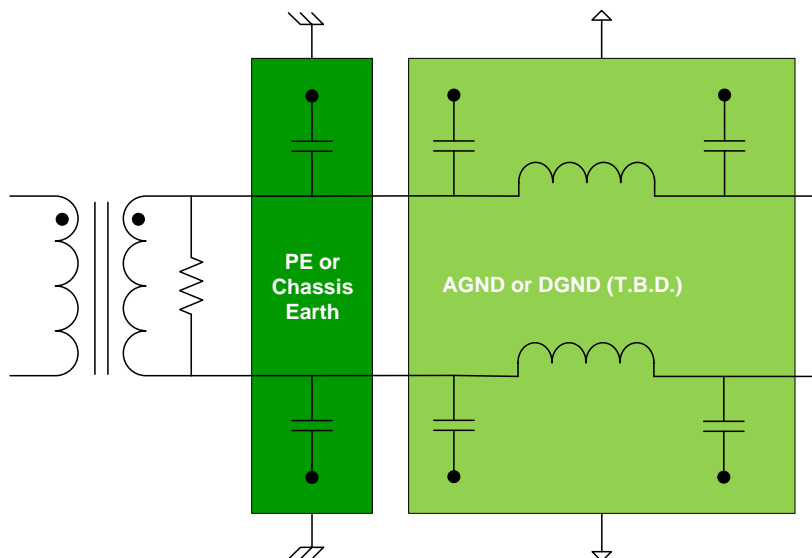 PE or
Chassis
Earth
AGND or DGND (T.B.D.)